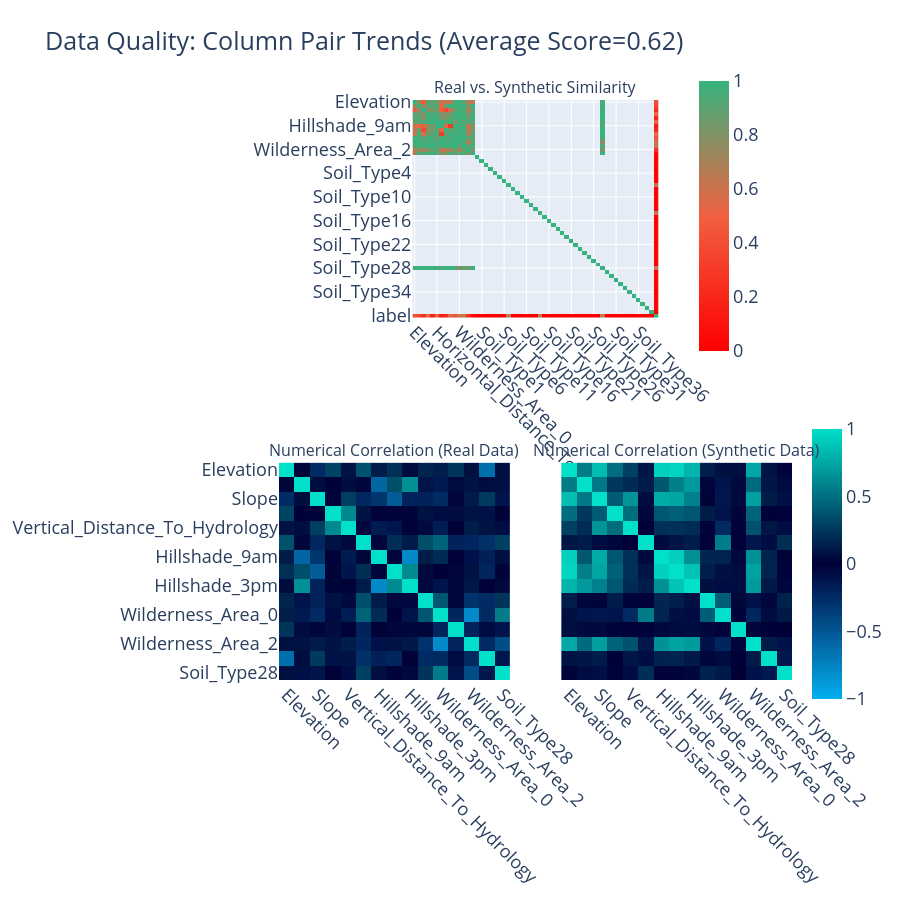 Data Quality: Column Pair Trends (Average Score=0.62)
Real vs. Synthetic Similarity
Elevation
Hillshade_9am
Wilderness_Area_2
Soil_Type4
Soil_Type10
Soil_Type16
Soil_Type22
Soil_Type28
Soil_Type34
label
Elevation
Horizontal_Distance_To
Wilderness_Area_0
Soil_Type1
Soil_Type6
Soil_Type11
Soil_Type16
Soil_Type21
Soil_Type26
Soil_Type31
Soil_Type36
1
0.8
0.6
0.4
0.2
0
Numerical Correlation (Real Data)
Numerical Correlation (Synthetic Data)
Elevation
Slope
Vertical_Distance_To_Hydrology
Hillshade_9am
Hillshade_3pm
Wilderness_Area_0
Wilderness_Area_2
Soil_Type28
Elevation
Slope
Vertical_Distance_To_Hydrology
Hillshade_9am
Hillshade_3pm
Wilderness_Area_0
Wilderness_Area_2
Soil_Type28
Elevation
Slope
Vertical_Distance_To_Hydrology
Hillshade_9am
Hillshade_3pm
Wilderness_Area_0
Wilderness_Area_2
Soil_Type28
1
0.5
0
−0.5
−1